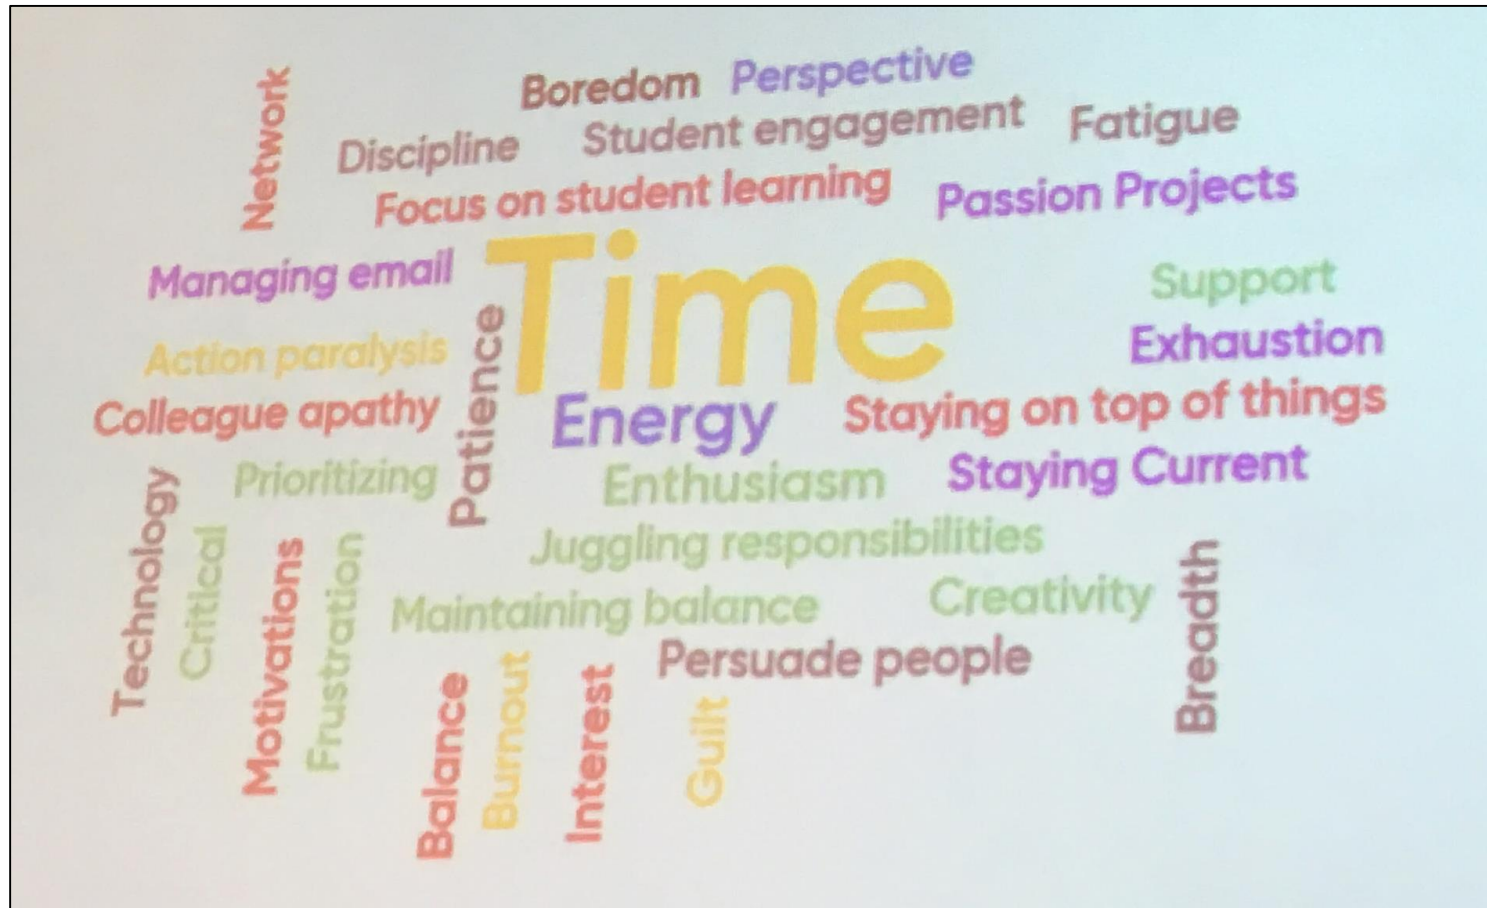 Network
Boredom
Perspective
Discipline
Student engagement
Fatigue
Focus on student learning
Passion Projects
Managing email
Time
Support
Action paralysis
Patience
Exhaustion
Colleague apathy
Energy
Staying on top of things
Prioritizing
Enthusiasm
Staying Current
Technology
Critical
Motivations
Frustration
Juggling responsibilities
Maintaining balance
Creativity
Breadth
Persuade people
Balance
Burnout
Interest
Guilt